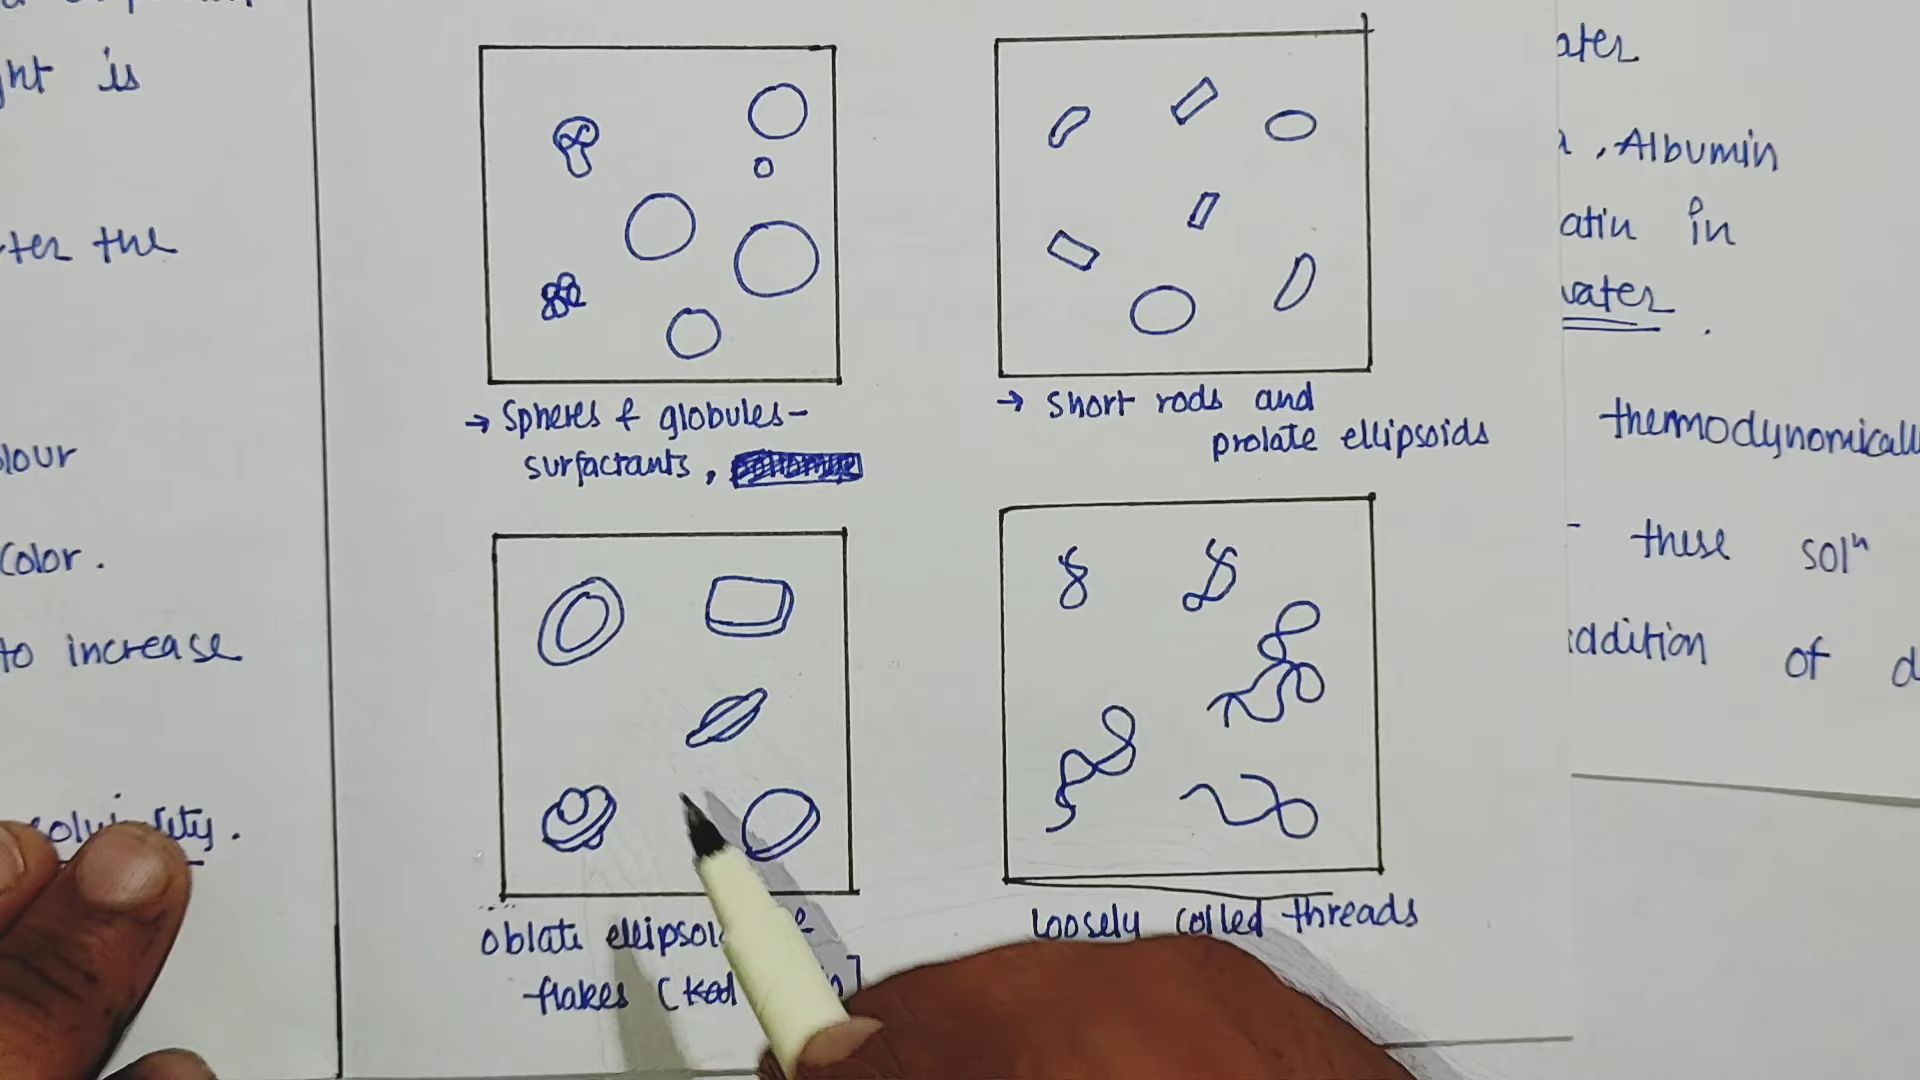 ght is
ter the
lour
Color.
to increase
solubility.
→ Spheres & globules-
surfactants,
→ short rods and
prolate ellipsoids
oblate ellipsoi
flakes (
loosely coiled threads
ater
, Albumin
atin in
water.
thermodynamicall
- these solⁿ
addition of d